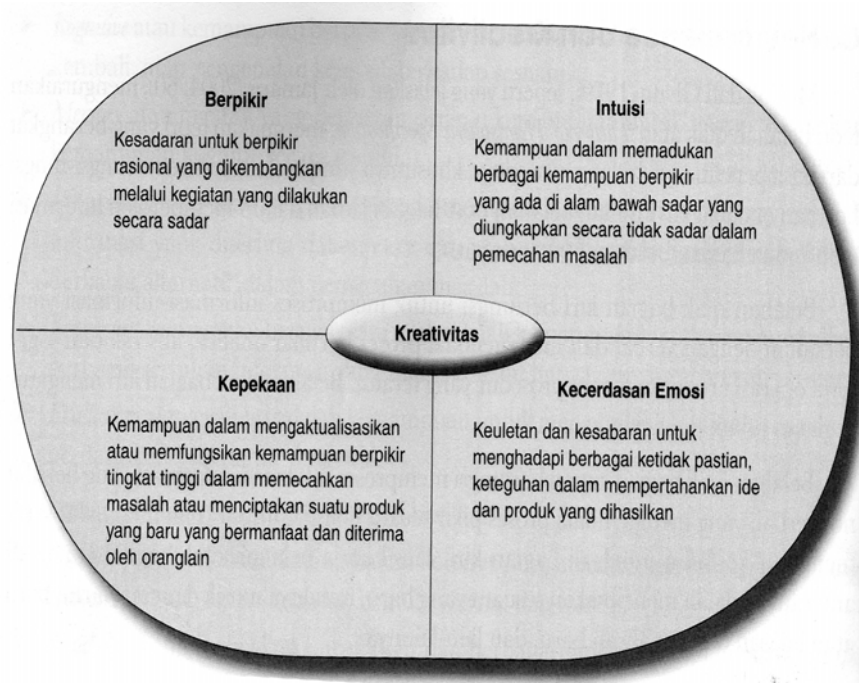 Berpikir
Kesadaran untuk berpikir
rasional yang dikembangkan
melalui kegiatan yang dilakukan
secara sadar
Intuisi
Kemampuan dalam memadukan
berbagai kemampuan berpikir
yang ada di alam bawah sadar yang
diungkapkan secara tidak sadar dalam
pemecahan masalah
Kreativitas
Kepekaan
Kemampuan dalam mengaktualisasikan
atau memfungsikan kemampuan berpikir
tingkat tinggi dalam memecahkan
masalah atau menciptakan suatu produk
yang baru yang bermanfaat dan diterima
oleh oranglain
Kecerdasan Emosi
Keuletan dan kesadaran untuk
menghadapi berbagai ketidak pastian,
keteguhan dalam mempertahankan ide
dan produk yang dihasilkan